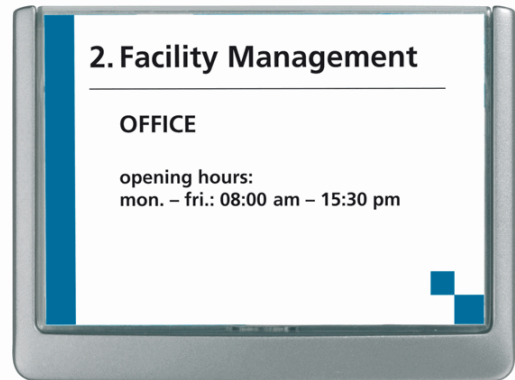 2. Facility Management
OFFICE
opening hours:
mon. – fri.: 08:00 am – 15:30 pm